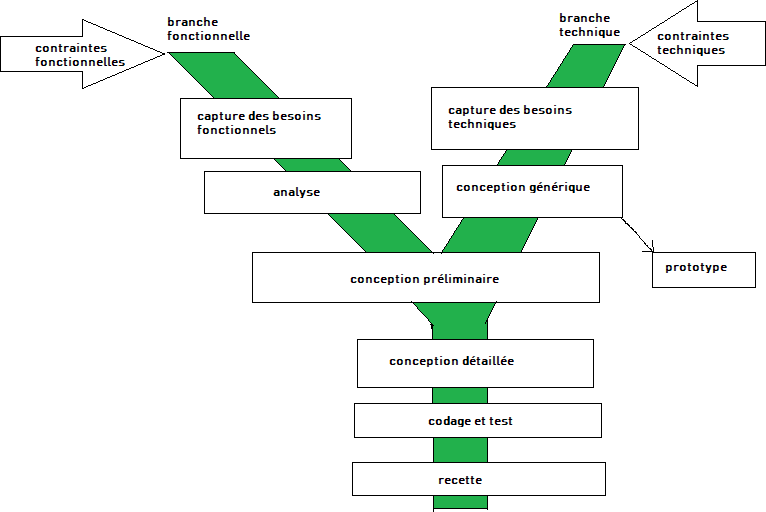 branche
fonctionnelle
contraintes
fonctionnelles
branche
technique
contraintes
techniques
capture des besoins
fonctionnels
capture des besoins
techniques
analyse
conception générique
prototype
conception préliminaire
conception détaillée
codage et test
recette